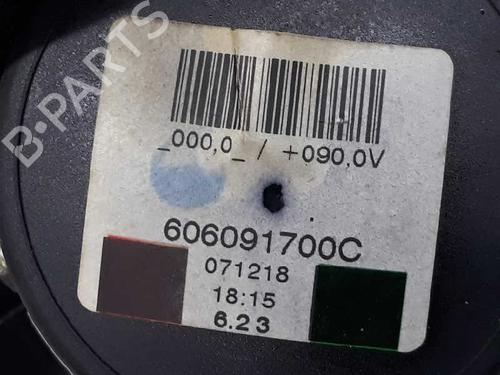 B-PARTS
_000,0_ / +090,0V
606091700C
071218
18:15
6.23